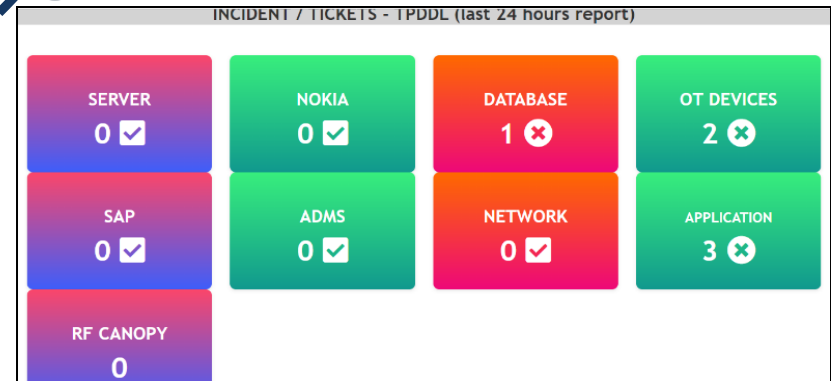 INCIDENT / TICKETS - TPDDL (last 24 hours report)
SERVER
0
NOKIA
0
DATABASE
1
OT DEVICES
2
SAP
0
ADMS
0
NETWORK
0
APPLICATION
3
RF CANOPY
0